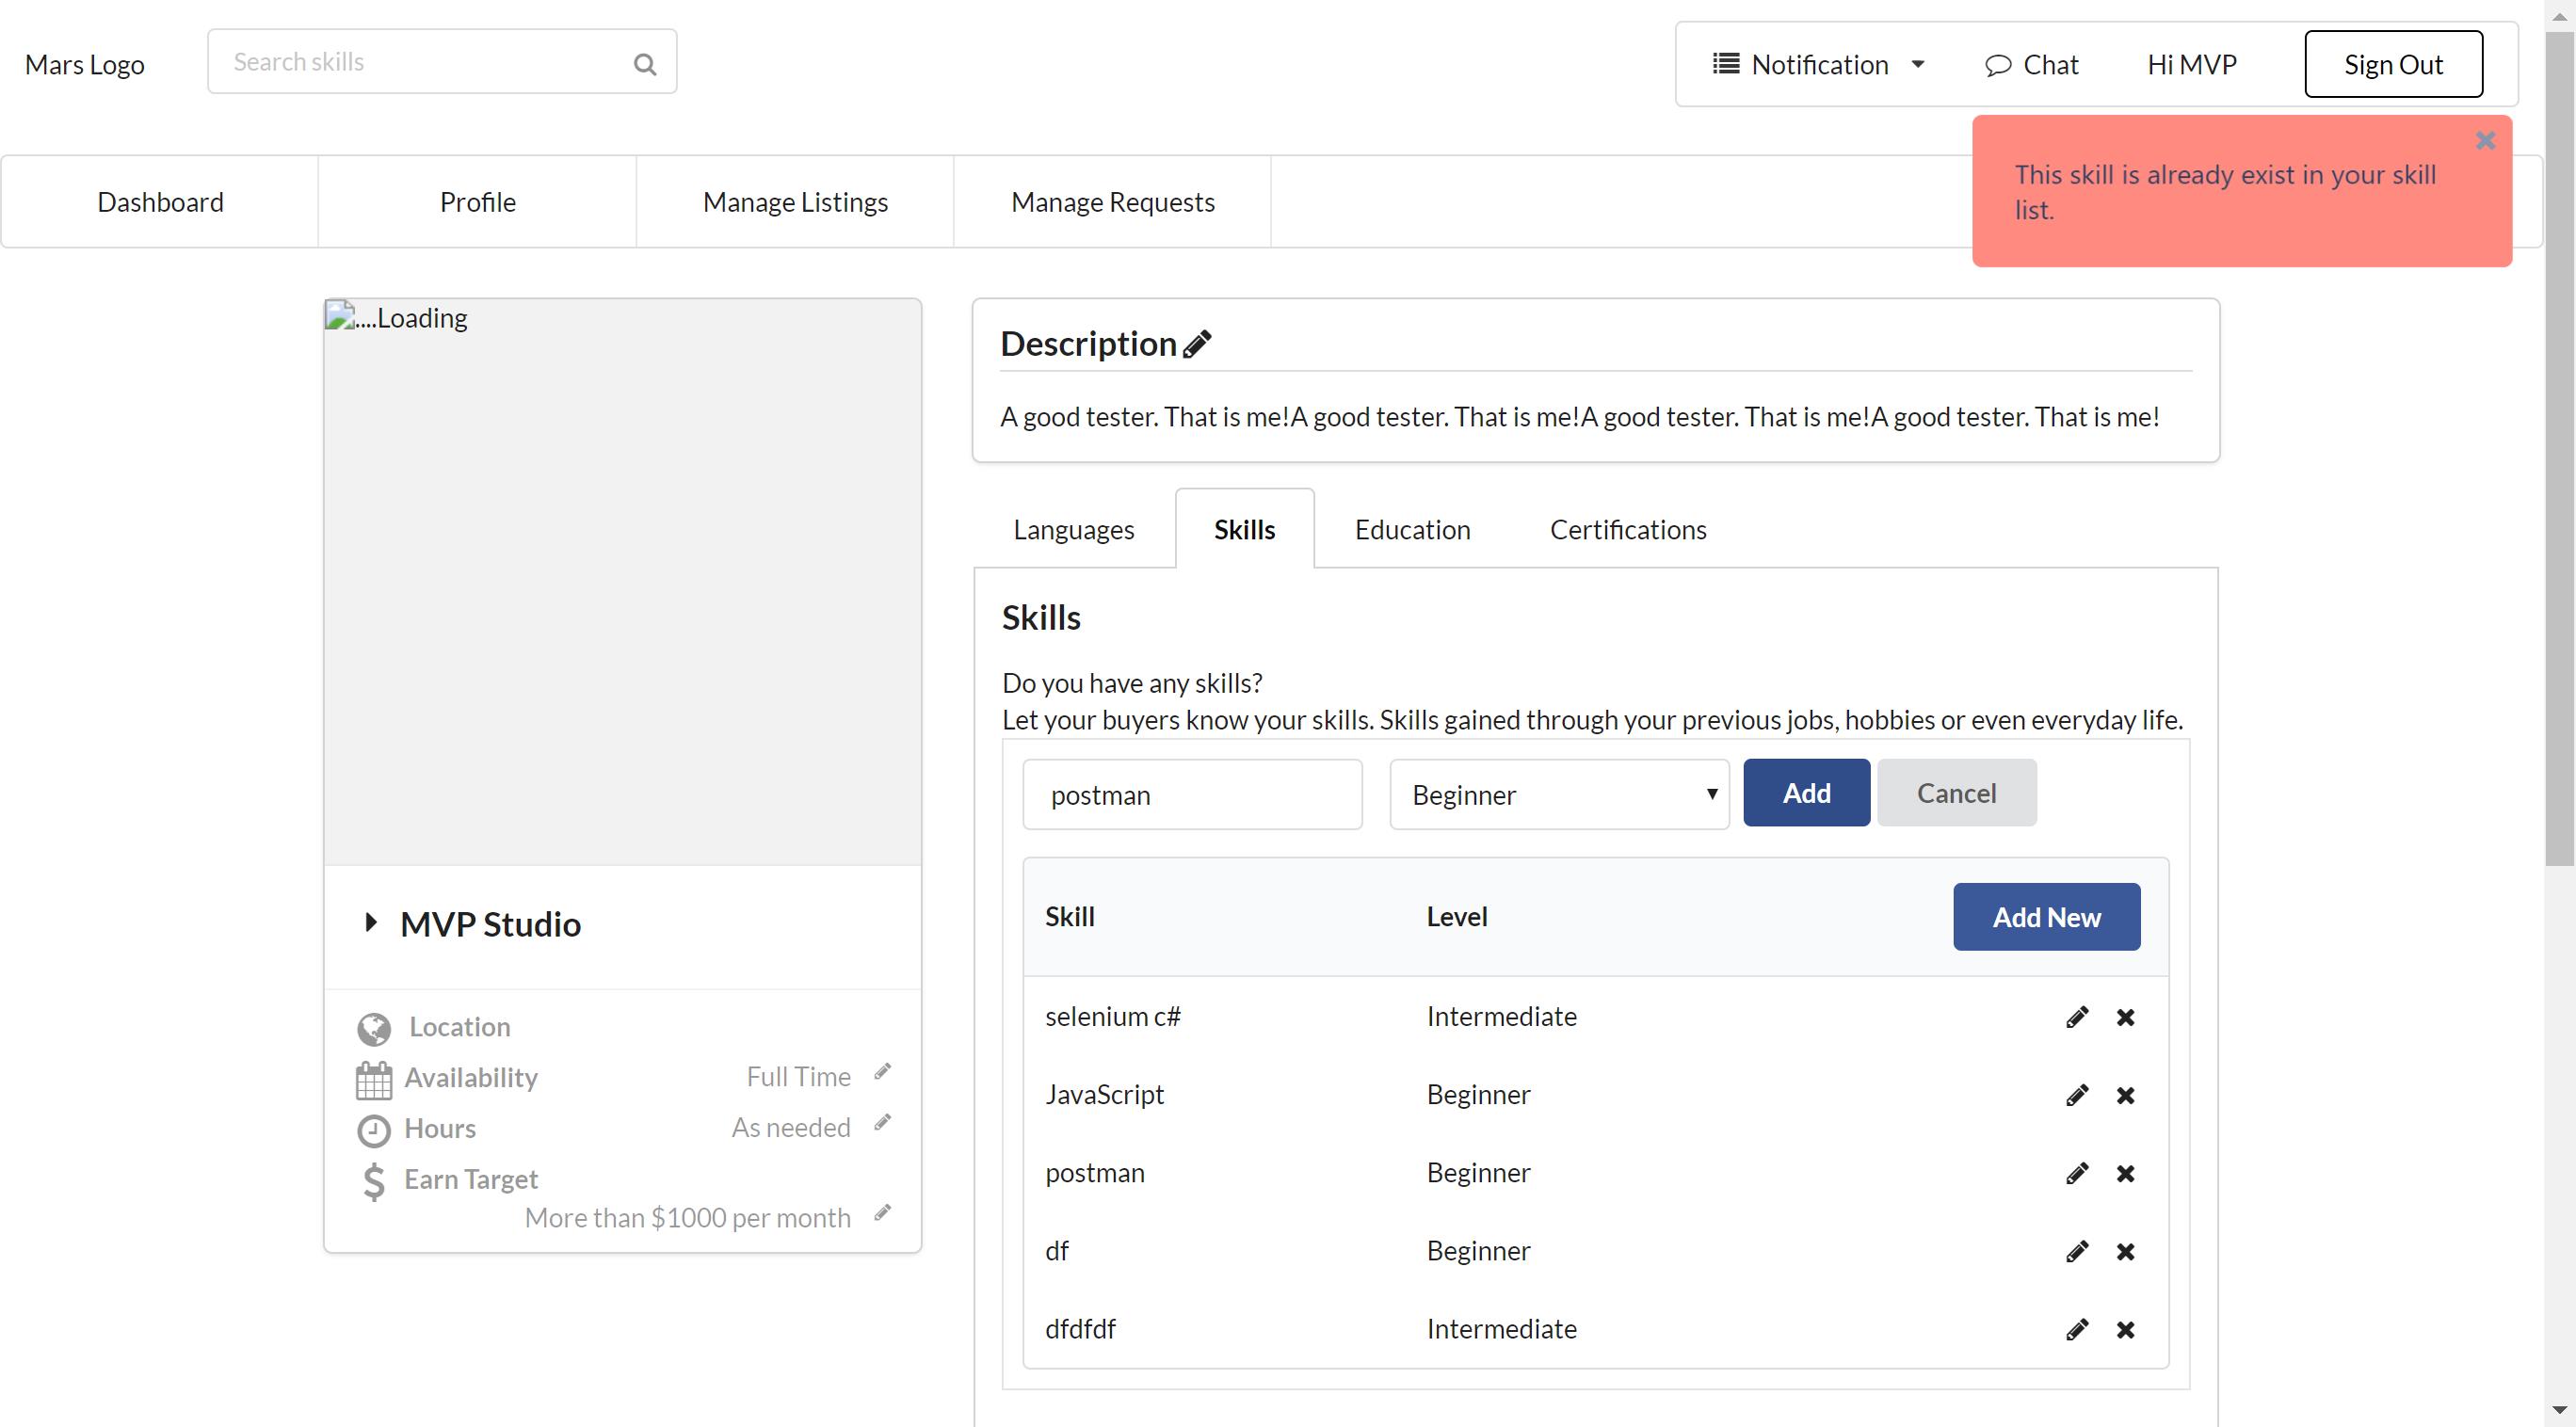 Mars Logo
Search skills
Notification
Chat
Hi MVP
Sign Out
This skill is already exist in your skill
list.
Dashboard
Profile
Manage Listings
Manage Requests
....Loading
MVP Studio
Location
Availability
Full Time
Hours
As needed
Earn Target
More than $1000 per month
Description
A good tester. That is me!A good tester. That is me!A good tester. That is me!A good tester. That is me!
Languages
Skills
Education
Certifications
Skills
Do you have any skills?
Let your buyers know your skills. Skills gained through your previous jobs, hobbies or even everyday life.
postman
Beginner
Add
Cancel
Skill
Level
Add New
selenium c#
Intermediate
JavaScript
Beginner
postman
Beginner
df
Beginner
dfdfdf
Intermediate